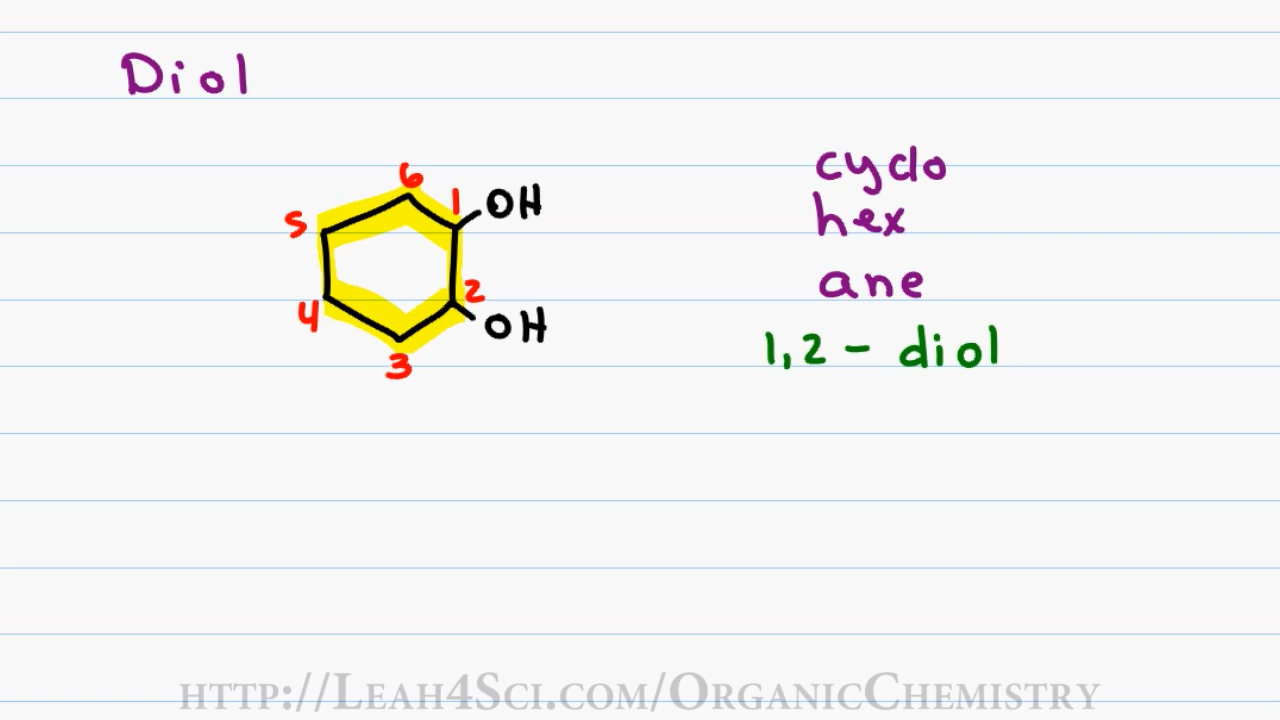 Diol
6
1 OH
5
2
4 OH
3
cyclo
hex
ane
1,2 - diol
HTTP://LEAH4SCI.COM/ORGANICCHEMISTRY